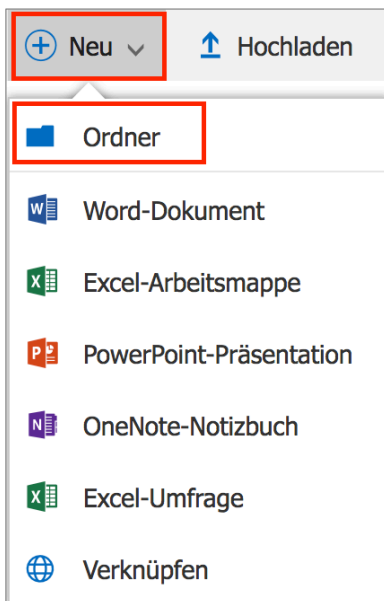 Neu Hochladen
Ordner
Word-Dokument
Excel-Arbeitsmappe
PowerPoint-Präsentation
OneNote-Notizbuch
Excel-Umfrage
Verknüpfen